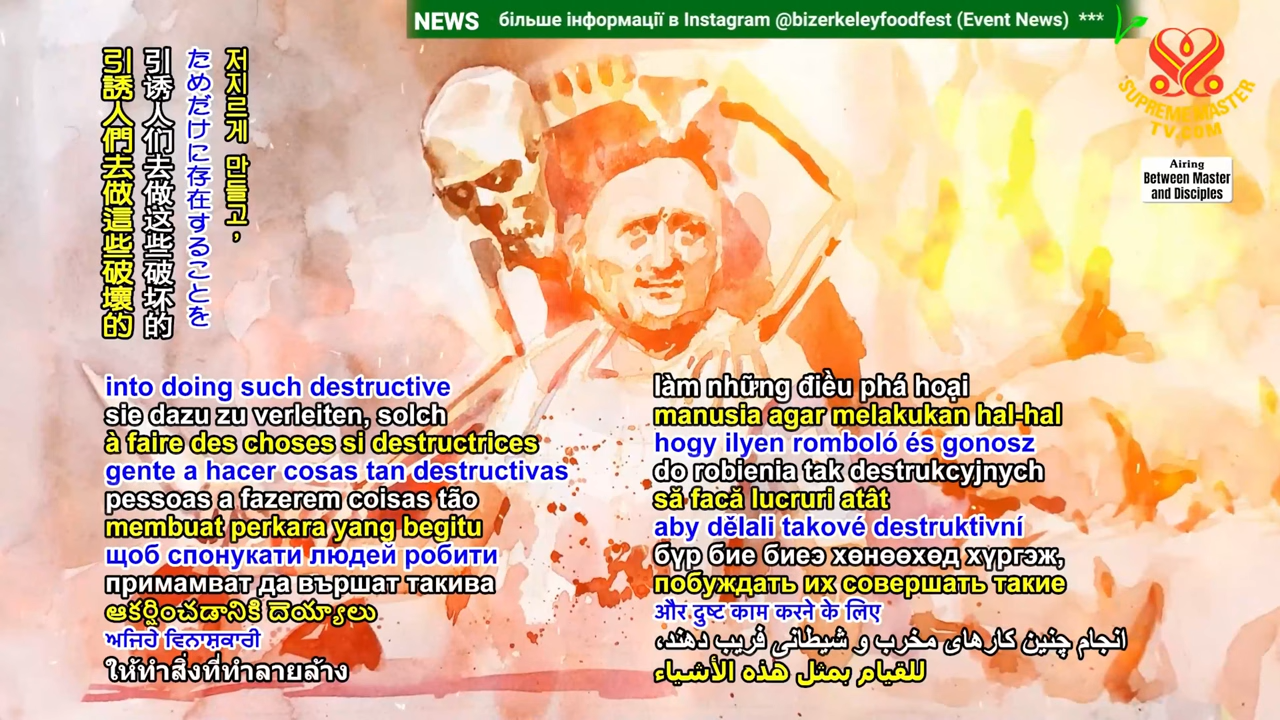 NEWS більше інформації в Instagram @bizerkeleyfoodfest (Event News) ***
SUPREME MASTER
TV.COM
Airing
Between Master
and Disciples
저지르게 만들고,
ためだけに存在することを
引诱人们去做这些破坏的
引誘人們去做這些破壞的
into doing such destructive
sie dazu zu verleiten, solch
à faire des choses si destructrices
gente a hacer cosas tan destructivas
pessoas a fazerem coisas tão
membuat perkara yang begitu
щоб спонукати людей робити
примамват да вършат такива
ఆకర్షించడానికి దెయ్యాలు
ਅਜਿਹੇ ਵਿਨਾਸ਼ਕਾਰੀ
ให้ทำสิ่งที่ทำลายล้าง
làm những điều phá hoại
manusia agar melakukan hal-hal
hogy ilyen romboló és gonosz
do robienia tak destrukcyjnych
să facă lucruri atât
aby dělali takové destruktivní
бүр бие биеэ хөнөөхөд хүргэж,
побуждать их совершать такие
और दुष्ट काम करने के लिए
انجام چنین کارهای مخرب و شیطانی فریب دهند،
للقيام بمثل هذه الأشياء